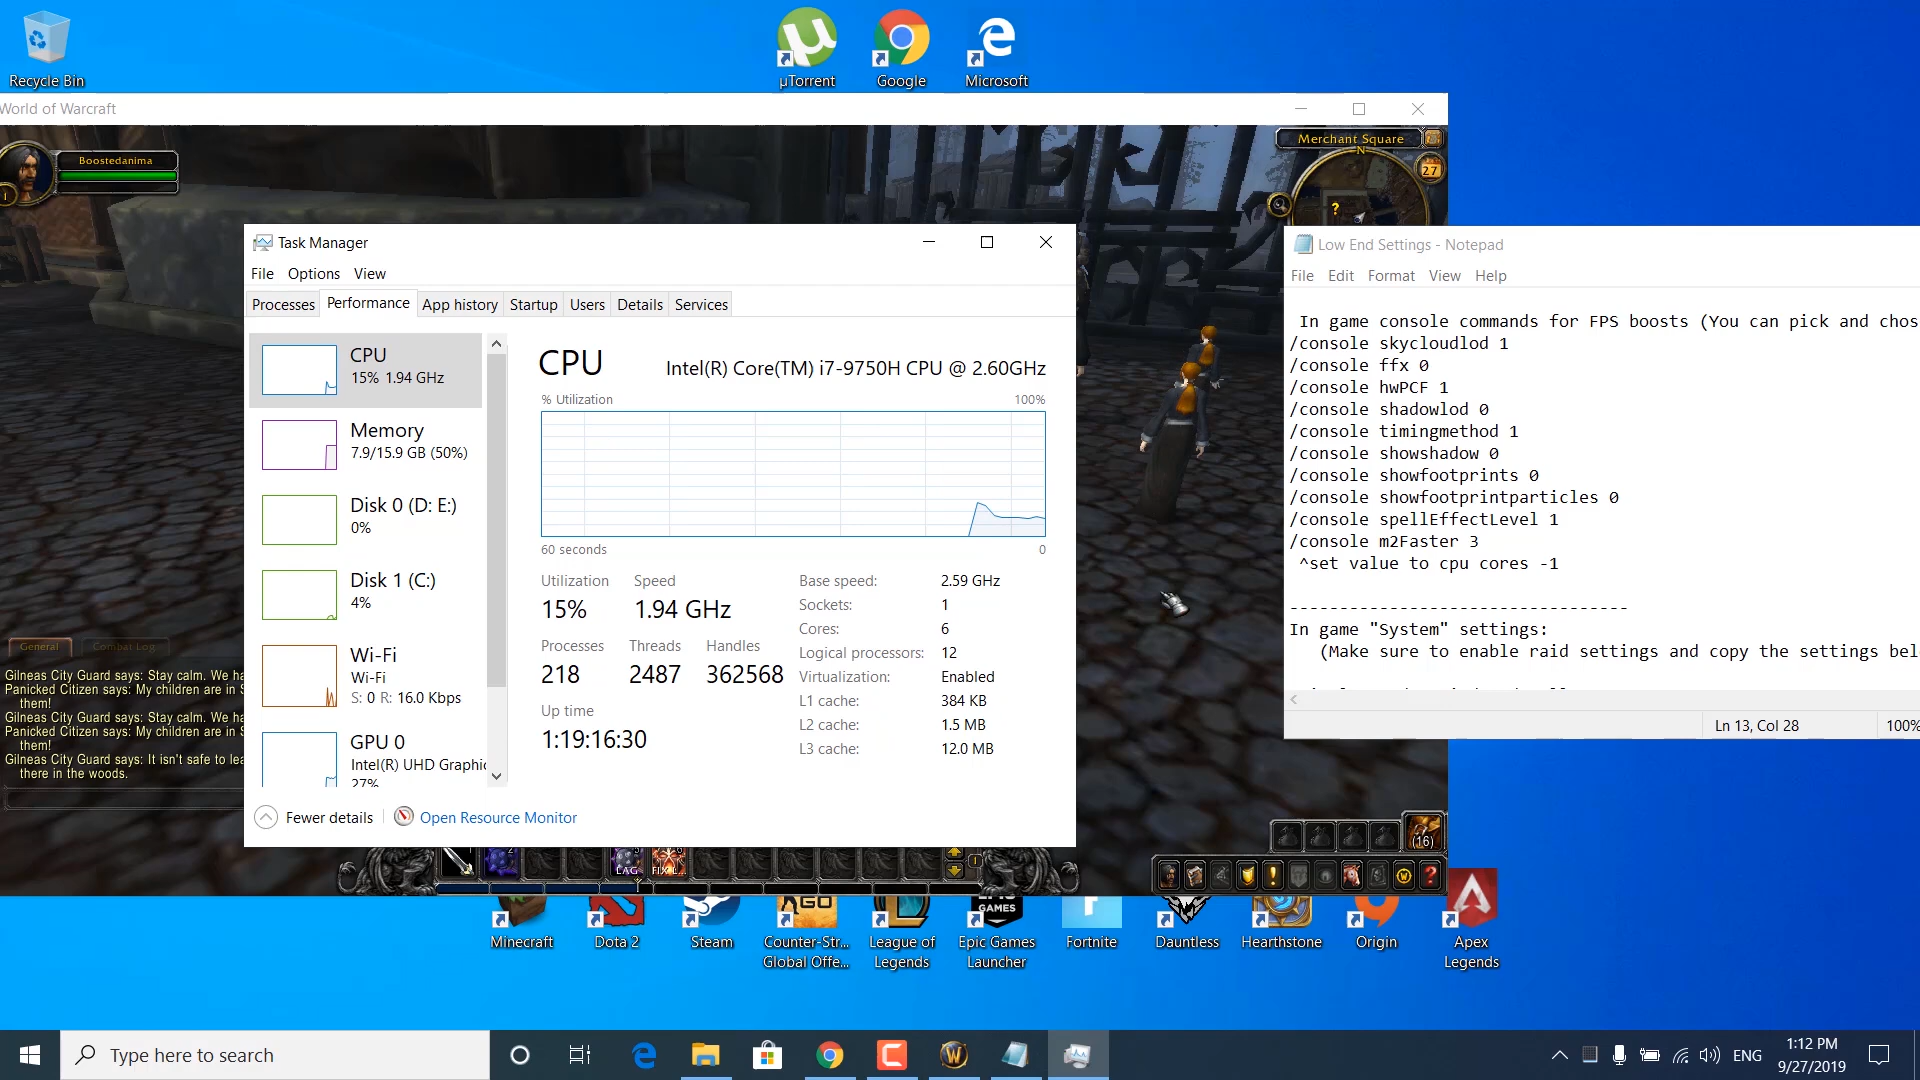 Recycle Bin
µTorrent
Google
Microsoft
World of Warcraft
Boostedanima
Merchant Square
N
27
?
Task Manager
File Options View
Processes Performance App history Startup Users Details Services
CPU
15% 1.94 GHz
Memory
7.9/15.9 GB (50%)
Disk 0 (D: E:)
0%
Disk 1 (C:)
4%
Wi-Fi
Wi-Fi
S: 0 R: 16.0 Kbps
GPU 0
Intel(R) UHD Graphic
27%
CPU Intel(R) Core(TM) i7-9750H CPU @ 2.60GHz
% Utilization 100%
60 seconds 0
Utilization Speed
15% 1.94 GHz
Processes Threads Handles
218 2487 362568
Up time
1:19:16:30
Base speed: 2.59 GHz
Sockets: 1
Cores: 6
Logical processors: 12
Virtualization: Enabled
L1 cache: 384 KB
L2 cache: 1.5 MB
L3 cache: 12.0 MB
Fewer details Open Resource Monitor
Low End Settings - Notepad
File Edit Format View Help
In game console commands for FPS boosts (You can pick and chos
/console skycloudlod 1
/console ffx 0
/console hwPCF 1
/console shadowlod 0
/console timingmethod 1
/console showshadow 0
/console showfootprints 0
/console showfootprintparticles 0
/console spellEffectLevel 1
/console m2Faster 3
^set value to cpu cores -1
---------------------------------
In game "System" settings:
(Make sure to enable raid settings and copy the settings bel
Ln 13, Col 28 100%
General Combat Log
Gilneas City Guard says: Stay calm. We ha
Panicked Citizen says: My children are in S
them!
Gilneas City Guard says: Stay calm. We ha
Panicked Citizen says: My children are in S
them!
Gilneas City Guard says: It isn't safe to lea
there in the woods.
LAG
FIX L...
1
(16)
Minecraft
Dota 2
Steam
GO
Counter-Str...
Global Offe...
League of
Legends
GAMES
Epic Games
Launcher
Fortnite
Dauntless
Hearthstone
Origin
Apex
Legends
Type here to search
ENG
1:12 PM
9/27/2019